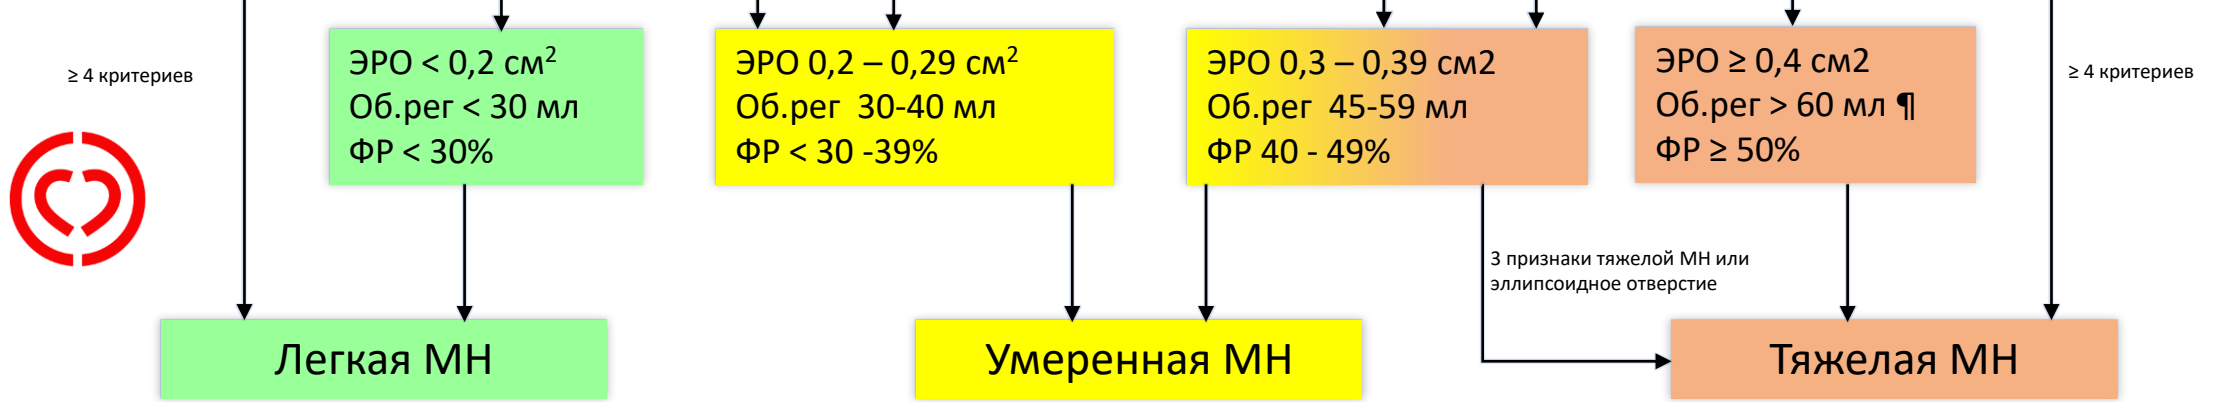 ≥ 4 критериев
ЭРО < 0,2 см²
Об.рег < 30 мл
ФР < 30%
ЭРО 0,2 – 0,29 см²
Об.рег  30-40 мл
ФР < 30 -39%
ЭРО 0,3 – 0,39 см2
Об.рег  45-59 мл
ФР 40 - 49%
ЭРО ≥ 0,4 см2
Об.рег > 60 мл ¶
ФР ≥ 50%
≥ 4 критериев
3 признаки тяжелой МН или
эллипсоидное отверстие
Легкая МН
Умеренная МН
Тяжелая МН